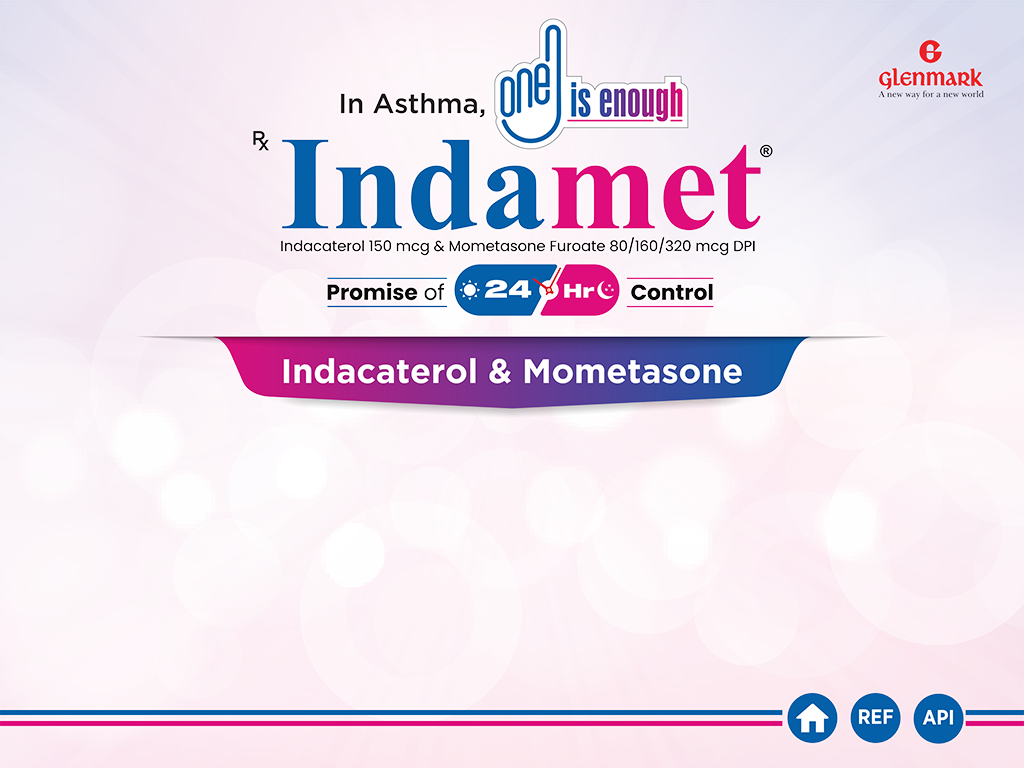 In Asthma, one is enough
GLENMARK
A new way for a new world
Rx
Indamet®
Indacaterol 150 mcg & Mometasone Furoate 80/160/320 mcg DPI
Promise of 24 Hr Control
Indacaterol & Mometasone
REF
API